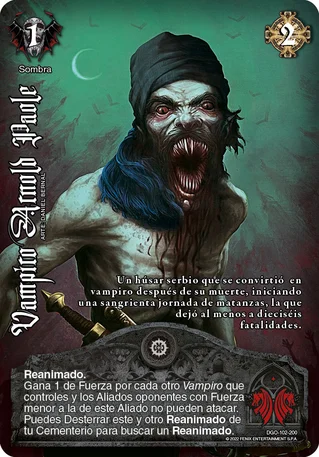 1
2
Sombra
Vampiro Arnold Paole
ARTE: DANIEL BERNAL
Un húsar serbio que se convirtió en
vampiro después de su muerte, iniciando
una sangrienta jornada de matanzas, la que
dejó al menos a dieciséis
fatalidades.
Reanimado.
Gana 1 de Fuerza por cada otro Vampiro que
controles y los Aliados oponentes con Fuerza
menor a la de este Aliado no pueden atacar.
Puedes Desterrar este y otro Reanimado de
tu Cementerio para buscar un Reanimado.
DGO-102-200
© 2022 FENIX ENTERTAINMENT S.P.A.